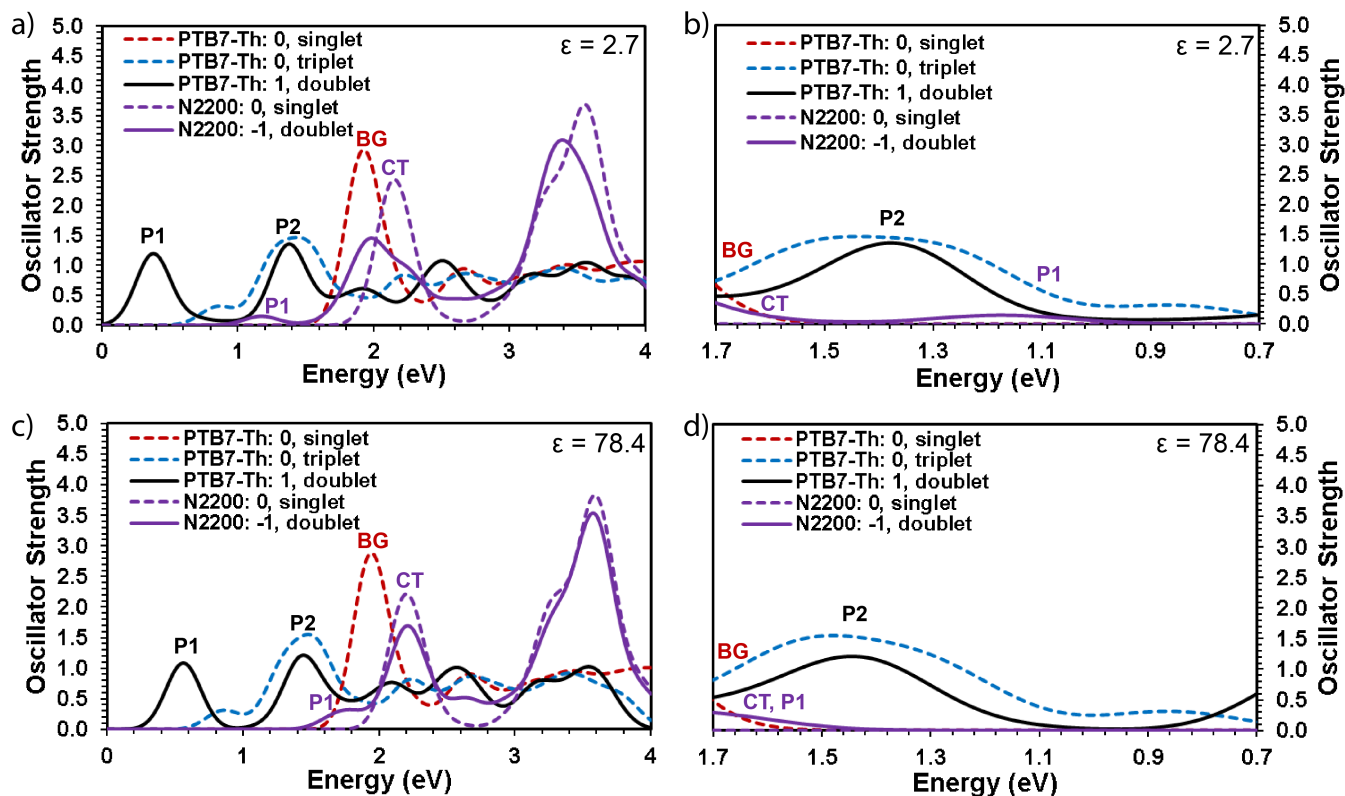 a)
5.0
4.5
4.0
3.5
3.0
2.5
2.0
1.5
1.0
0.5
0.0
Oscillator Strength
PTB7-Th: 0, singlet
PTB7-Th: 0, triplet
PTB7-Th: 1, doublet
N2200: 0, singlet
N2200: -1, doublet
ε = 2.7
BG
CT
P1
P2
P1
0 1 2 3 4
Energy (eV)
b)
PTB7-Th: 0, singlet
PTB7-Th: 0, triplet
PTB7-Th: 1, doublet
N2200: 0, singlet
N2200: -1, doublet
ε = 2.7
P2
BG
P1
CT
5.0
4.5
4.0
3.5
3.0
2.5
2.0
1.5
1.0
0.5
0.0
Oscillator Strength
1.7 1.5 1.3 1.1 0.9 0.7
Energy (eV)
c)
5.0
4.5
4.0
3.5
3.0
2.5
2.0
1.5
1.0
0.5
0.0
Oscillator Strength
PTB7-Th: 0, singlet
PTB7-Th: 0, triplet
PTB7-Th: 1, doublet
N2200: 0, singlet
N2200: -1, doublet
ε = 78.4
BG
CT
P1
P2
P1
0 1 2 3 4
Energy (eV)
d)
PTB7-Th: 0, singlet
PTB7-Th: 0, triplet
PTB7-Th: 1, doublet
N2200: 0, singlet
N2200: -1, doublet
ε = 78.4
P2
BG
CT, P1
5.0
4.5
4.0
3.5
3.0
2.5
2.0
1.5
1.0
0.5
0.0
Oscillator Strength
1.7 1.5 1.3 1.1 0.9 0.7
Energy (eV)